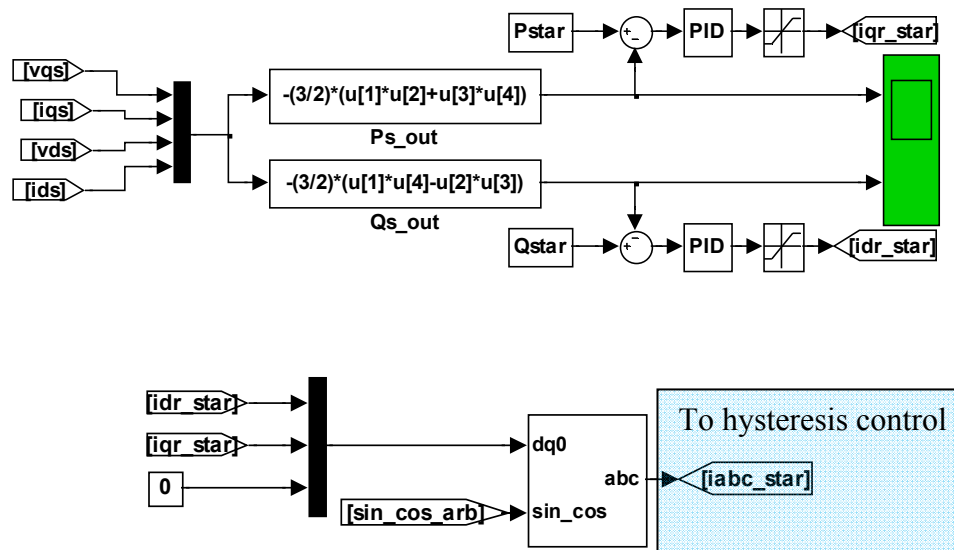 Pstar
+
-
PID
[iqr_star]
[vqs]
[iqs]
[vds]
[ids]
-(3/2)*(u[1]*u[2]+u[3]*u[4])
Ps_out
-(3/2)*(u[1]*u[4]-u[2]*u[3])
Qs_out
Qstar
+
-
PID
[idr_star]
[idr_star]
[iqr_star]
0
[sin_cos_arb]
dq0
sin_cos
abc
To hysteresis control
[iabc_star]